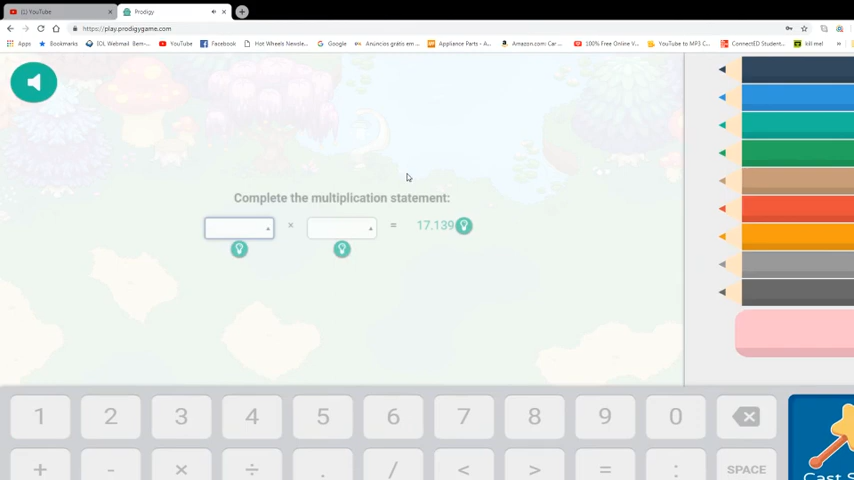 (1) YouTube
Prodigy
https://play.prodigygame.com
Apps
Bookmarks
YouTube
Facebook
Hot Wheels Newsle...
Google
Anúncios grátis em ...
Appliance Parts - A...
Amazon.com: Car ...
100% Free Online V...
YouTube to MP3 C...
ConnectED Student...
kill me!
Complete the multiplication statement:
× = 17.139
1 2 3 4 5 6 7 8 9 0
+ - × ÷ . / < > = : SPACE